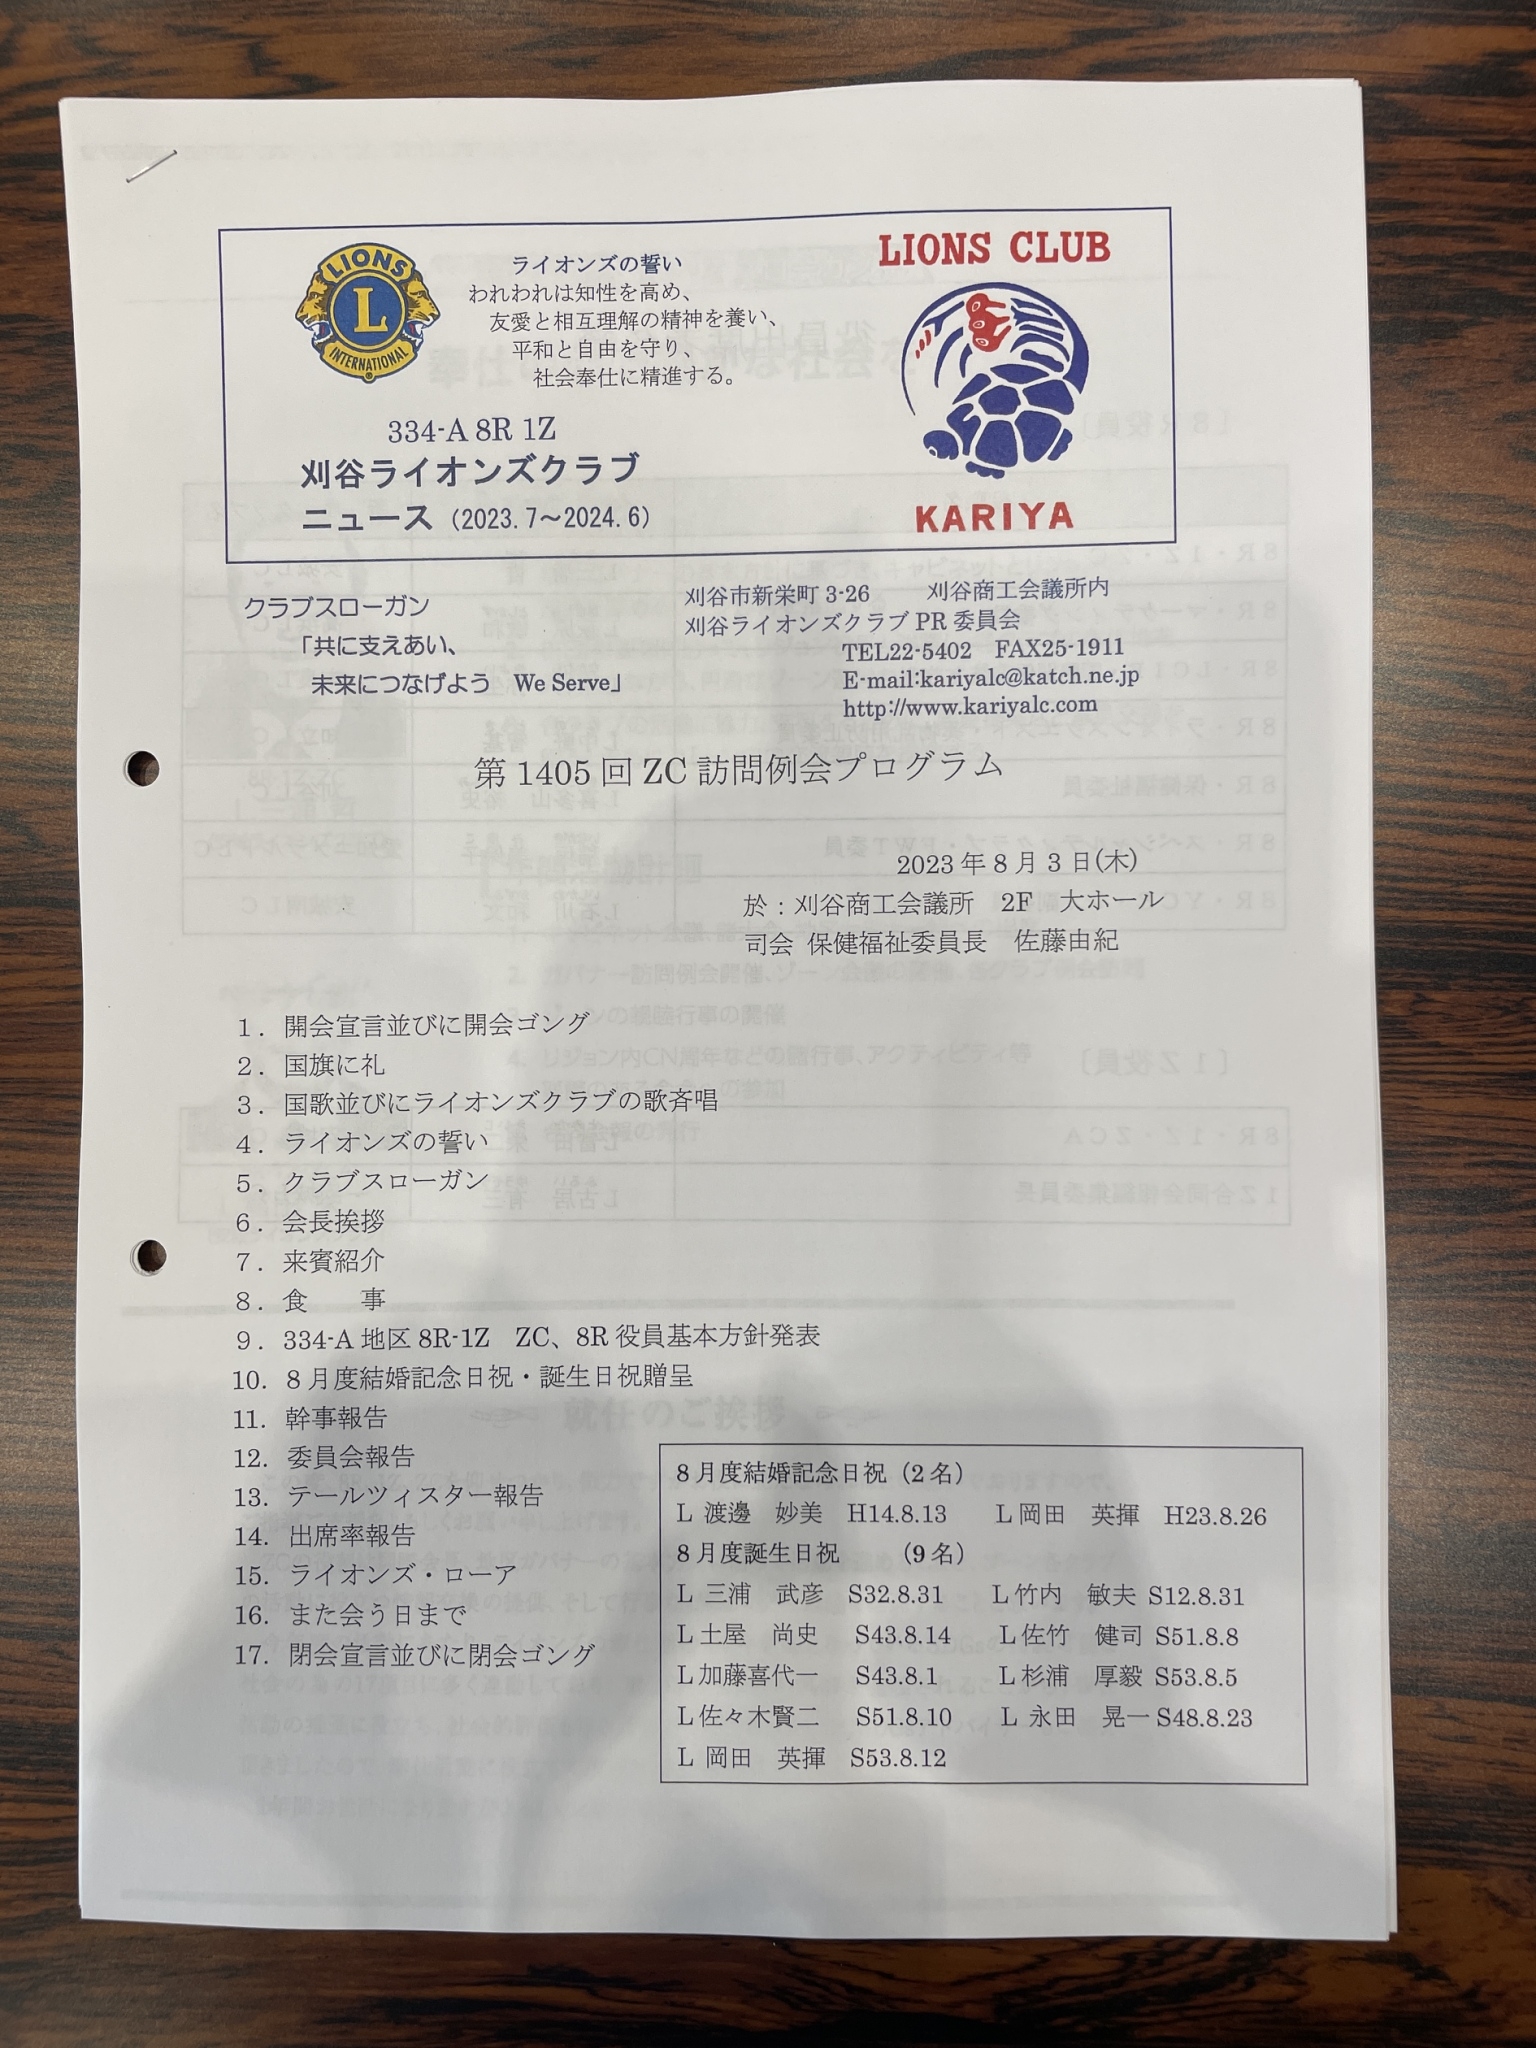 LIONS
L
INTERNATIONAL
ライオンズの誓い
われわれは知性を高め、
友愛と相互理解の精神を養い、
平和と自由を守り、
社会奉仕に精進する。
334-A 8R 1Z
刈谷ライオンズクラブ
ニュース（2023.7～2024.6）
LIONS CLUB
KARIYA
クラブスローガン
「共に支えあい、
未来につなげよう　We Serve」
刈谷市新栄町 3-26　　刈谷商工会議所内
刈谷ライオンズクラブ PR 委員会
TEL22-5402　FAX25-1911
E-mail:kariyalc@katch.ne.jp
http://www.kariyalc.com
第 1405 回 ZC 訪問例会プログラム
2023 年 8 月 3 日(木)
於：刈谷商工会議所　2F　大ホール
司会 保健福祉委員長　佐藤由紀
1．開会宣言並びに開会ゴング
2．国旗に礼
3．国歌並びにライオンズクラブの歌斉唱
4．ライオンズの誓い
5．クラブスローガン
6．会長挨拶
7．来賓紹介
8．食　　事
9．334-A 地区 8R-1Z　ZC、8R 役員基本方針発表
10．8 月度結婚記念日祝・誕生日祝贈呈
11．幹事報告
12．委員会報告
13．テールツィスター報告
14．出席率報告
15．ライオンズ・ローア
16．また会う日まで
17．閉会宣言並びに閉会ゴング
8 月度結婚記念日祝（2 名）
L 渡邊　妙美　H14.8.13　　L 岡田　英揮　H23.8.26
8 月度誕生日祝　　（9 名）
L 三浦　武彦　S32.8.31　　L 竹内　敏夫 S12.8.31
L 土屋　尚史　S43.8.14　　L 佐竹　健司 S51.8.8
L 加藤喜代一　S43.8.1　　L 杉浦　厚毅 S53.8.5
L 佐々木賢二　S51.8.10　　L 永田　晃一 S48.8.23
L 岡田　英揮　S53.8.12